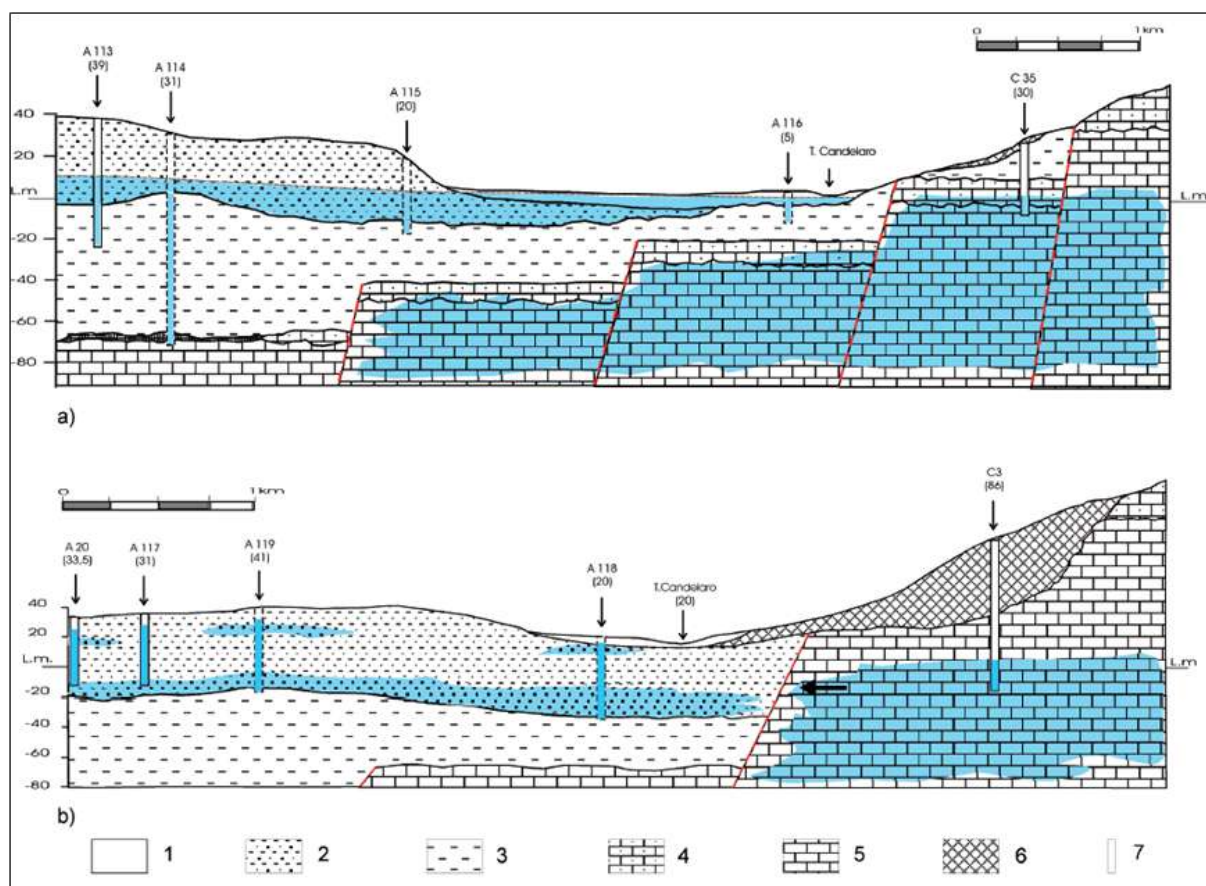 0 1 km
A 113
(39)
A 114
(31)
A 115
(20)
A 116
(5)
T. Candelaro
C 35
(30)
40
20
L.m
L.m
-20
-40
-60
-80
a)
0 1 km
A 20
(33,5)
A 117
(31)
A 119
(41)
A 118
(20)
T.Candelaro
(20)
C3
(86)
40
20
L.m.
L.m
-20
-40
-60
-80
b)
1 2 3 4 5 6 7